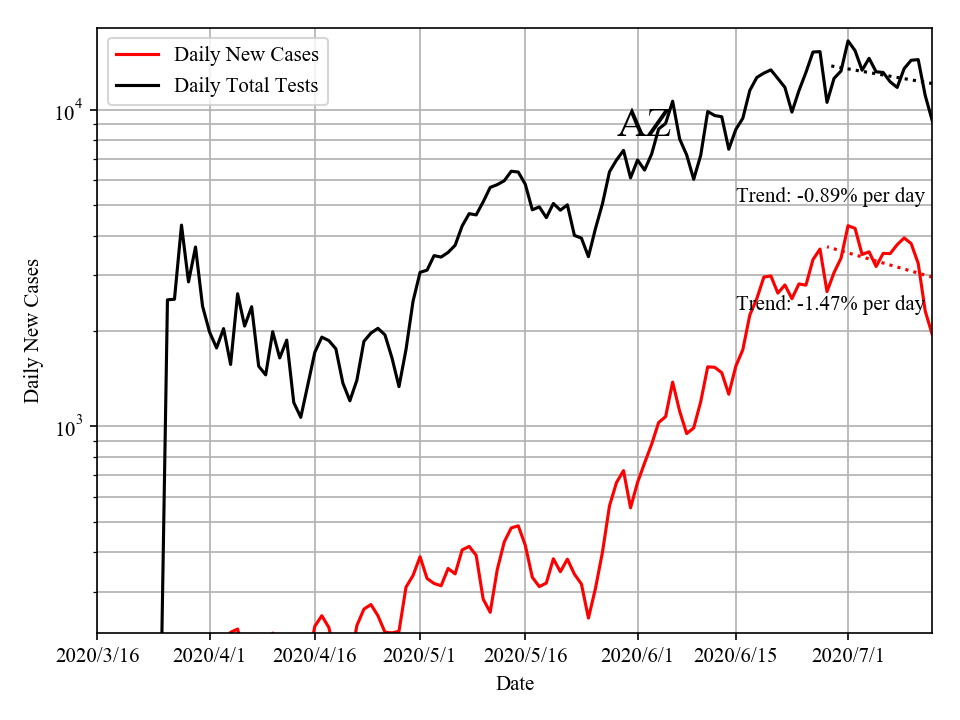 Daily New Cases
Daily Total Tests
AZ
10^4
Trend: -0.89% per day
Daily New Cases
Trend: -1.47% per day
10^3
2020/3/16 2020/4/1 2020/4/16 2020/5/1 2020/5/16 2020/6/1 2020/6/15 2020/7/1
Date